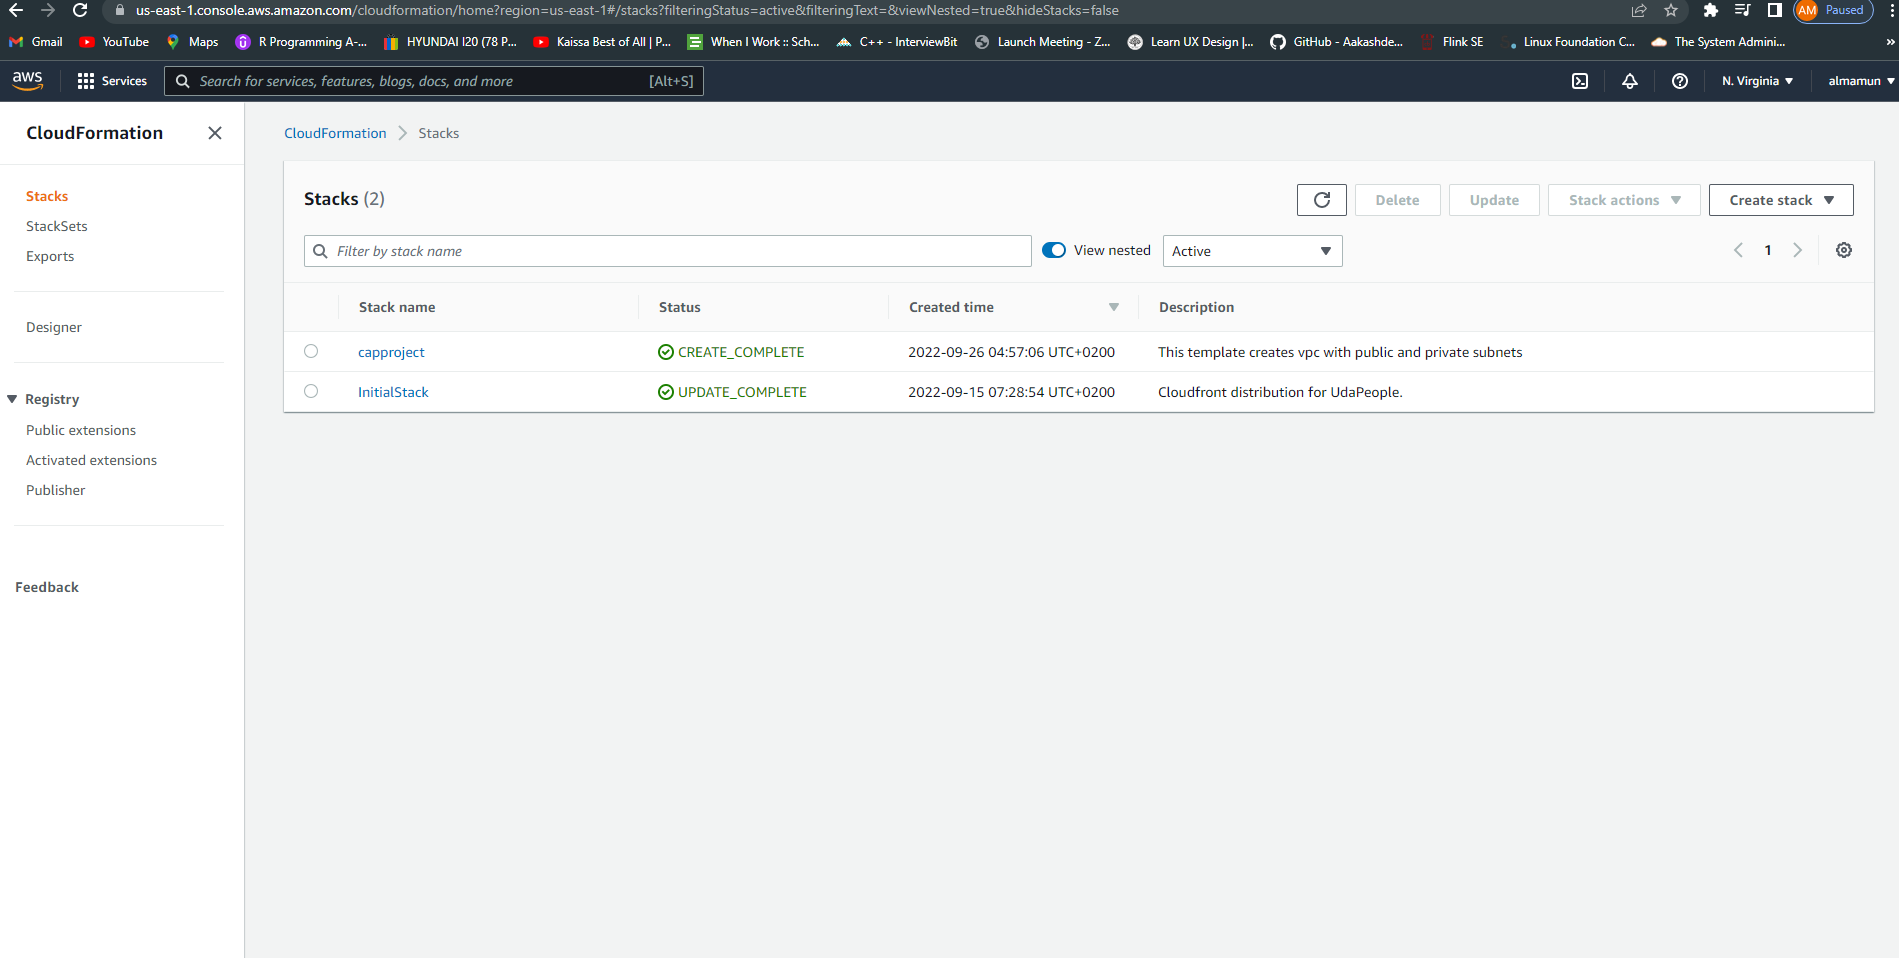 us-east-1.console.aws.amazon.com/cloudformation/home?region=us-east-1#/stacks?filteringStatus=active&filteringText=&viewNested=true&hideStacks=false
AM Paused
Gmail YouTube Maps R Programming A-... HYUNDAI I20 (78 P... Kaissa Best of All | P... When I Work :: Sch... C++ - InterviewBit Launch Meeting - Z... Learn UX Design |... GitHub - Aakashde... Flink SE Linux Foundation C... The System Admini... »
aws Services Search for services, features, blogs, docs, and more [Alt+S] N. Virginia almamun
CloudFormation
CloudFormation Stacks
Stacks
StackSets
Exports
Designer
Registry
Public extensions
Activated extensions
Publisher
Feedback
Stacks (2) Delete Update Stack actions Create stack
Filter by stack name View nested Active 1
Stack name Status Created time Description
capproject CREATE_COMPLETE 2022-09-26 04:57:06 UTC+0200 This template creates vpc with public and private subnets
InitialStack UPDATE_COMPLETE 2022-09-15 07:28:54 UTC+0200 Cloudfront distribution for UdaPeople.